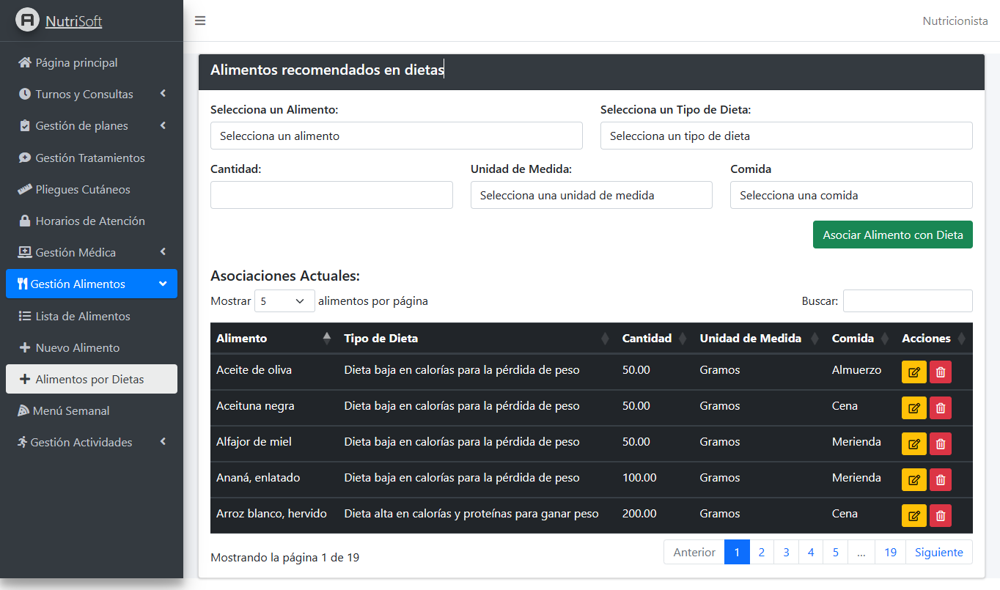 NutriSoft
Nutricionista
Página principal
Turnos y Consultas
Gestión de planes
Gestión Tratamientos
Pliegues Cutáneos
Horarios de Atención
Gestión Médica
Gestión Alimentos
Lista de Alimentos
Nuevo Alimento
Alimentos por Dietas
Menú Semanal
Gestión Actividades
Alimentos recomendados en dietas
Selecciona un Alimento: Selecciona un Tipo de Dieta:
Selecciona un alimento Selecciona un tipo de dieta
Cantidad: Unidad de Medida: Comida
Selecciona una unidad de medida Selecciona una comida
Asociar Alimento con Dieta
Asociaciones Actuales:
Mostrar 5 alimentos por página Buscar:
Alimento Tipo de Dieta Cantidad Unidad de Medida Comida Acciones
Aceite de oliva Dieta baja en calorías para la pérdida de peso 50.00 Gramos Almuerzo
Aceituna negra Dieta baja en calorías para la pérdida de peso 50.00 Gramos Cena
Alfajor de miel Dieta baja en calorías para la pérdida de peso 50.00 Gramos Merienda
Ananá, enlatado Dieta baja en calorías para la pérdida de peso 100.00 Gramos Merienda
Arroz blanco, hervido Dieta alta en calorías y proteínas para ganar peso 200.00 Gramos Cena
Mostrando la página 1 de 19 Anterior 1 2 3 4 5 ... 19 Siguiente